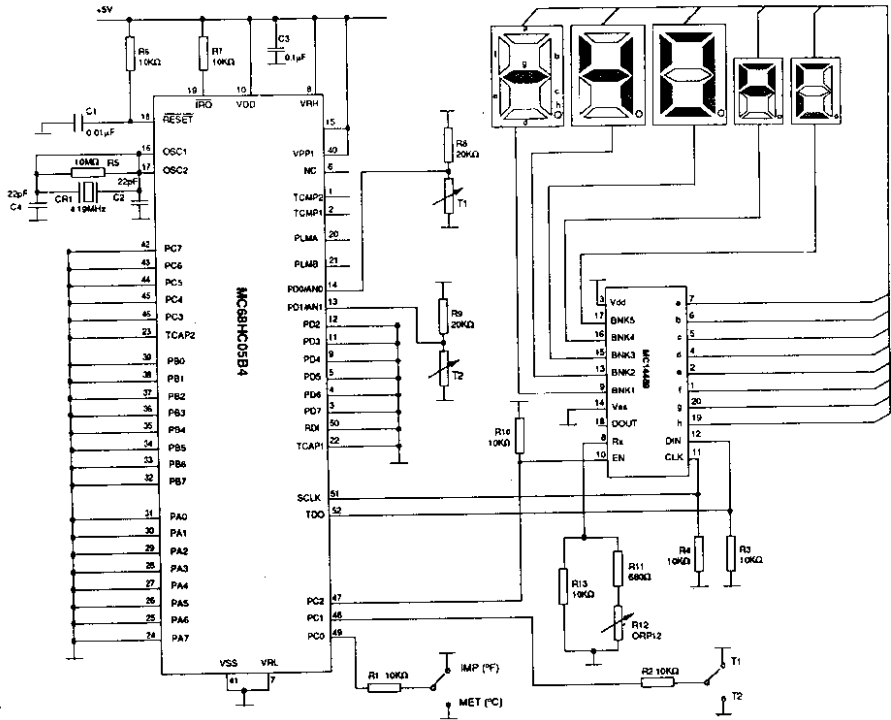 +5V
R6
10KΩ
R7
10KΩ
C3
0.1µF
19
10
8
IRQ
VDD
VRH
C1
0.01µF
18
RESET
16
OSC1
17
OSC2
10MΩ
R5
22pF
C4
CR1
4.19MHz
22pF
C2
42
PC7
43
PC6
44
PC5
45
PC4
46
PC3
23
TCAP2
39
PB0
38
PB1
37
PB2
36
PB3
35
PB4
34
PB5
33
PB6
32
PB7
31
PA0
30
PA1
29
PA2
28
PA3
27
PA4
26
PA5
25
PA6
24
PA7
MC68HC05B4
VSS
VRL
41
7
15
VPP1
40
NC
6
TCMP2
1
TCMP1
2
PLMA
20
PLMB
21
PD0/AN0
14
PD1/AN1
13
PD2
12
PD3
11
PD4
9
PD5
5
PD6
4
PD7
3
RDI
50
TCAP1
22
SCLK
51
TDO
52
PC2
47
PC1
48
PC0
49
R8
20KΩ
T1
R9
20KΩ
T2
R10
10KΩ
a
f
b
g
e
c
h
d
MC14489
3
Vdd
17
BNK5
16
BNK4
15
BNK3
13
BNK2
9
BNK1
14
Vss
18
DOUT
8
Rx
10
EN
a
7
b
6
c
5
d
4
e
2
f
1
g
20
h
19
DIN
12
CLK
11
R13
10KΩ
R11
680Ω
R12
ORP12
R4
10KΩ
R3
10KΩ
R1 10KΩ
IMP (ºF)
MET (ºC)
R2 10KΩ
T1
T2